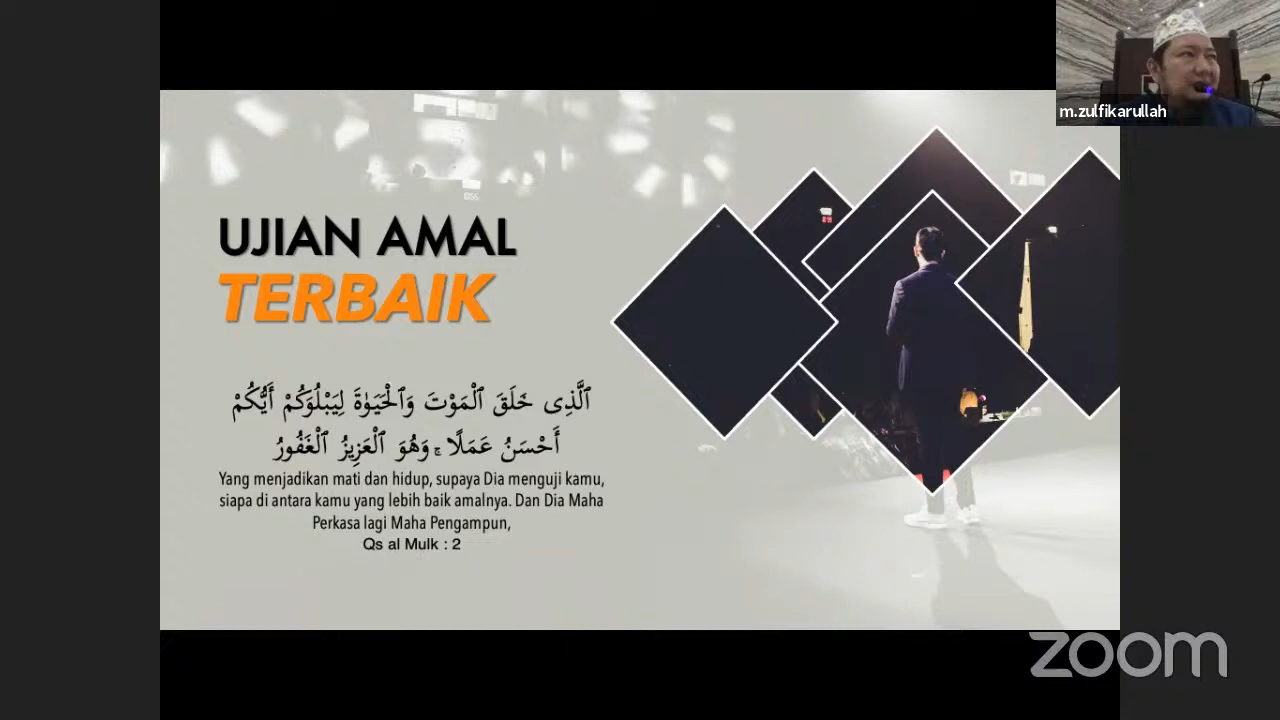 m.zulfikarullah
UJIAN AMAL
TERBAIK
ٱلَّذِى خَلَقَ ٱلْمَوْتَ وَٱلْحَيَوٰةَ لِيَبْلُوَكُمْ أَيُّكُمْ
أَحْسَنُ عَمَلًا ۚ وَهُوَ ٱلْعَزِيزُ ٱلْغَفُورُ
Yang menjadikan mati dan hidup, supaya Dia menguji kamu,
siapa di antara kamu yang lebih baik amalnya. Dan Dia Maha
Perkasa lagi Maha Pengampun,
Qs al Mulk : 2
zoom